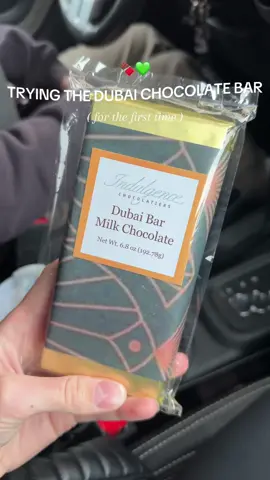 TRYING THE DUBAI CHOCOLATE BAR
(for the first time)
Indulgence
CHOCOLATIERS
Dubai Bar
Milk Chocolate
Net Wt. 6.8 oz (192.78g)